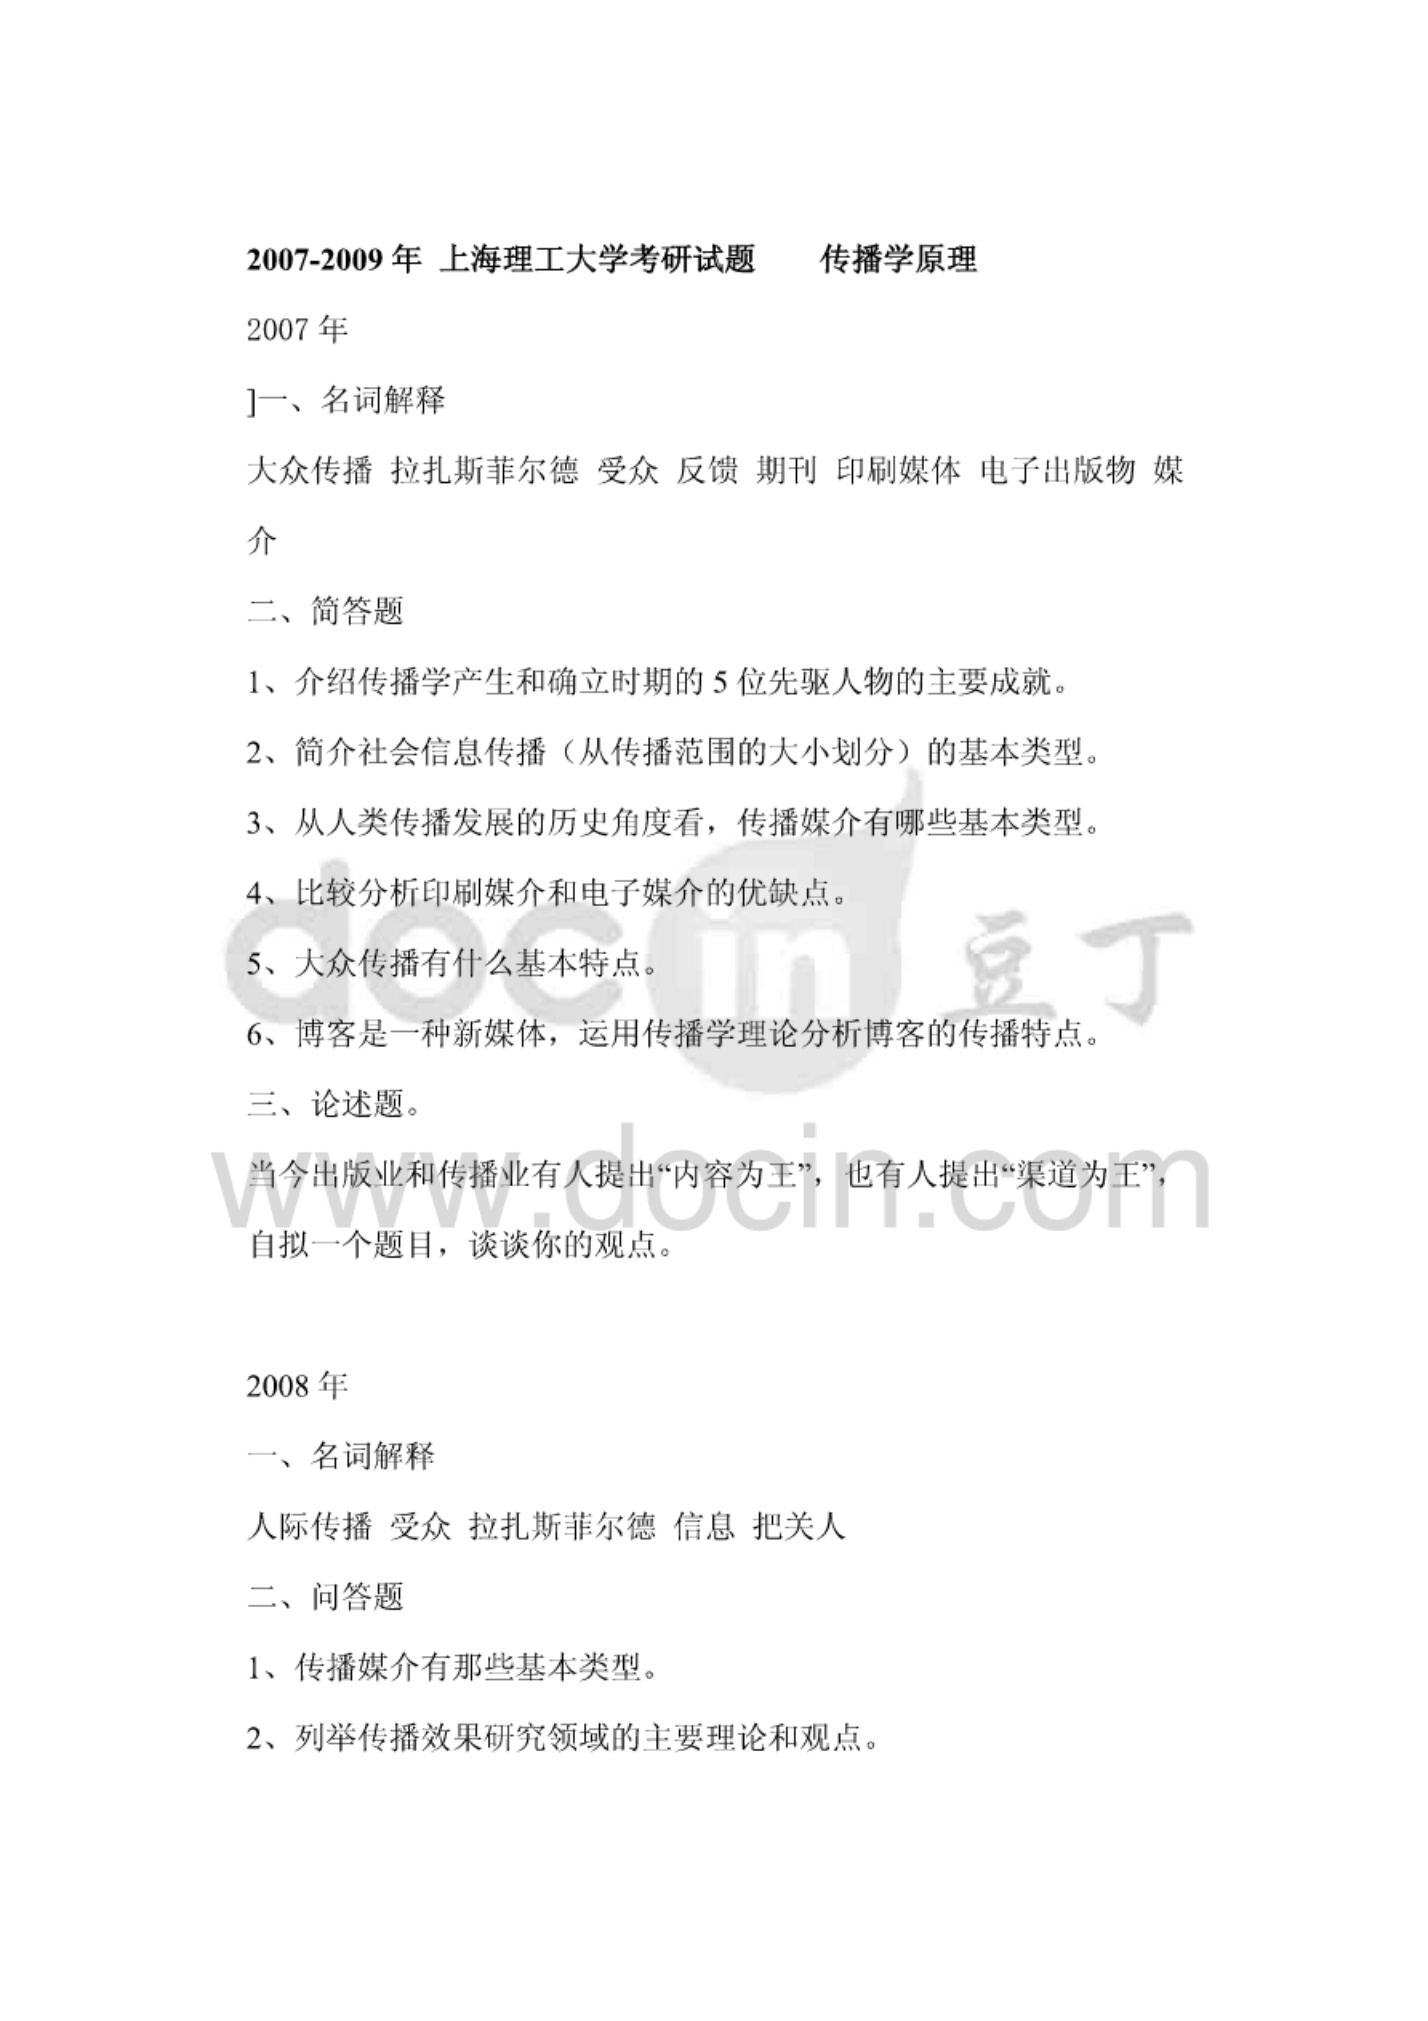 2007-2009 年 上海理工大学考研试题 传播学原理
2007 年
]一、名词解释
大众传播 拉扎斯菲尔德 受众 反馈 期刊 印刷媒体 电子出版物 媒
介
二、简答题
1、介绍传播学产生和确立时期的 5 位先驱人物的主要成就。
2、简介社会信息传播（从传播范围的大小划分）的基本类型。
3、从人类传播发展的历史角度看，传播媒介有哪些基本类型。
4、比较分析印刷媒介和电子媒介的优缺点。
docin 豆丁
5、大众传播有什么基本特点。
6、博客是一种新媒体，运用传播学理论分析博客的传播特点。
三、论述题。
当今出版业和传播业有人提出“内容为王”，也有人提出“渠道为王”，
www.docin.com
自拟一个题目，谈谈你的观点。
2008 年
一、名词解释
人际传播 受众 拉扎斯菲尔德 信息 把关人
二、问答题
1、传播媒介有那些基本类型。
2、列举传播效果研究领域的主要理论和观点。